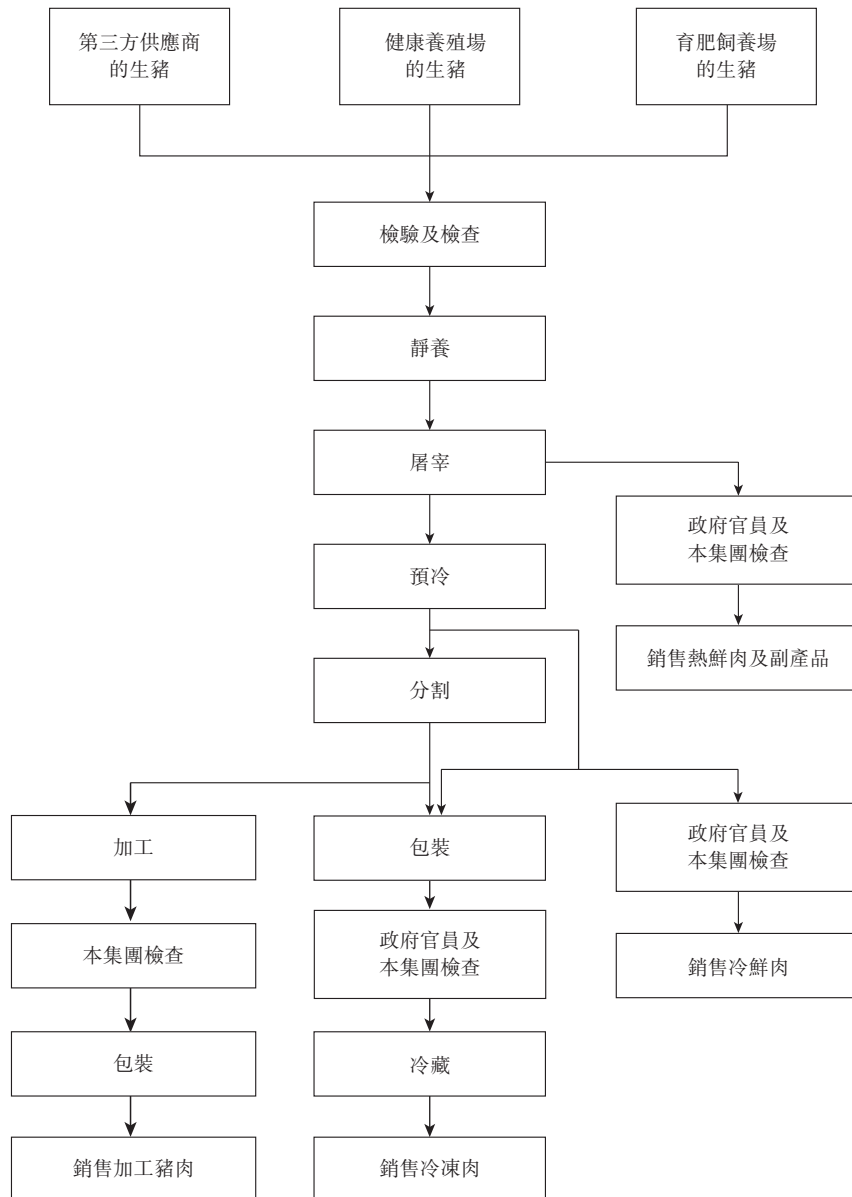 第三方供應商
的生豬
健康養殖場
的生豬
育肥飼養場
的生豬
檢驗及檢查
靜養
屠宰
政府官員及
本集團檢查
預冷
銷售熱鮮肉及副產品
分割
加工
包裝
政府官員及
本集團檢查
本集團檢查
政府官員及
本集團檢查
銷售冷鮮肉
包裝
冷藏
銷售加工豬肉
銷售冷凍肉